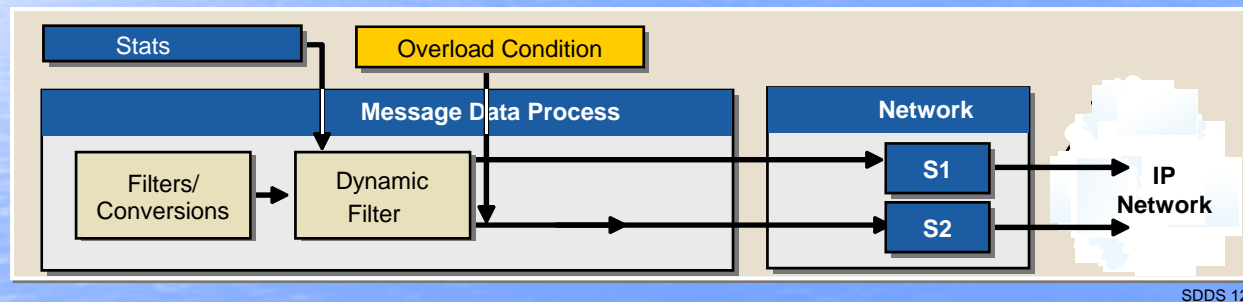 Stats
Overload Condition
Message Data Process
Network
Filters/
Conversions
Dynamic
Filter
S1
S2
IP
Network
SDDS 12